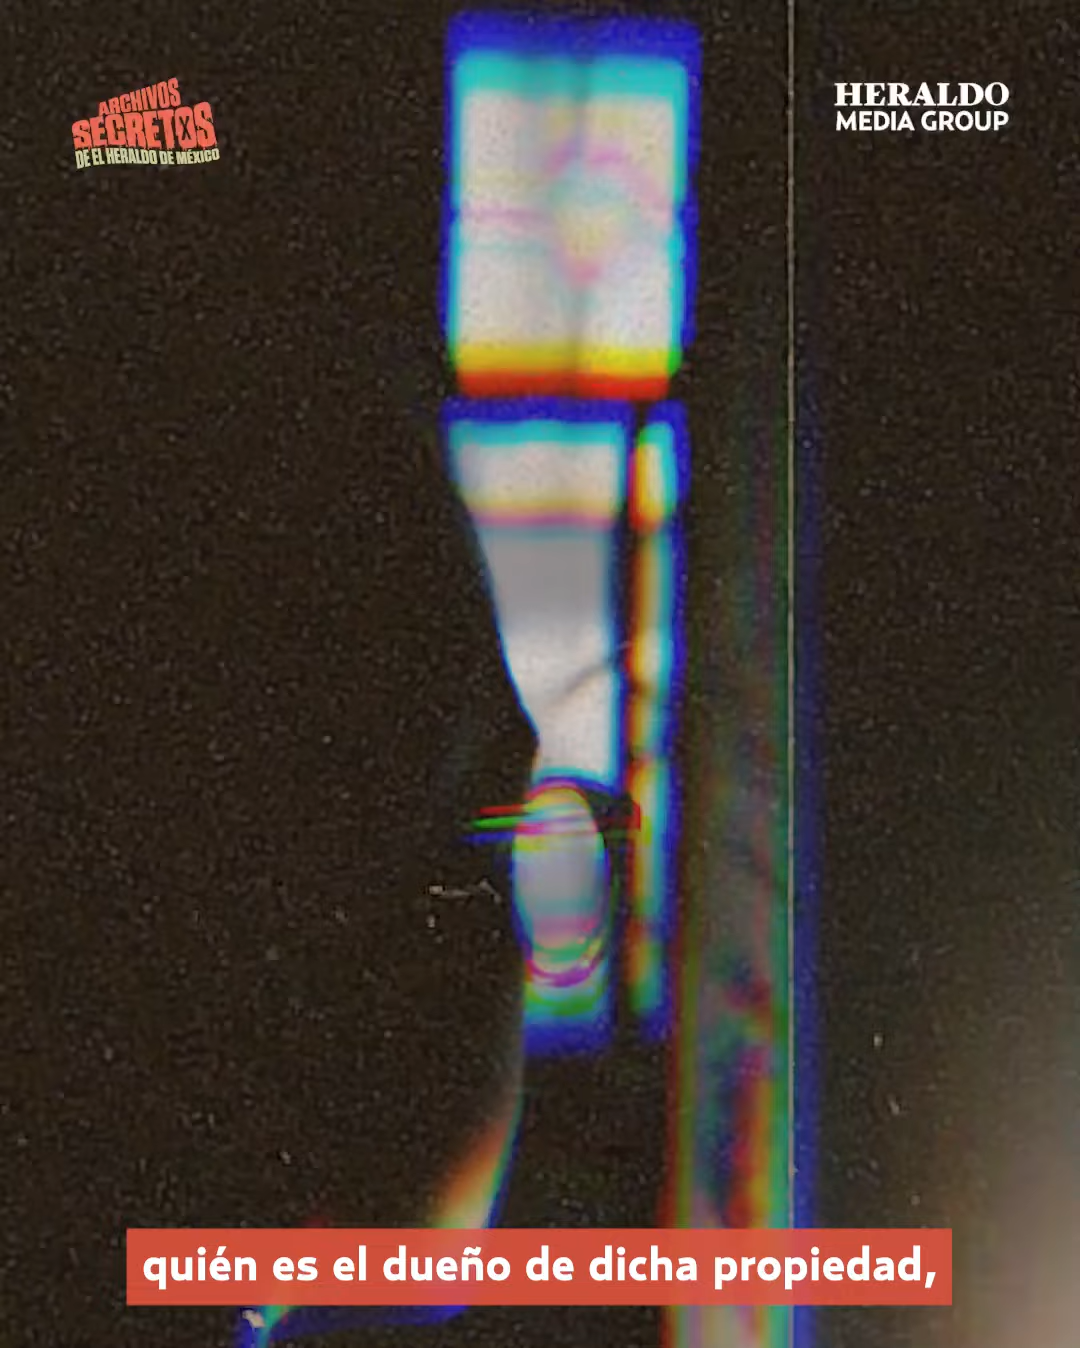 ARCHIVOS
SECRETOS
DE EL HERALDO DE MÉXICO
HERALDO
MEDIA GROUP
quién es el dueño de dicha propiedad,